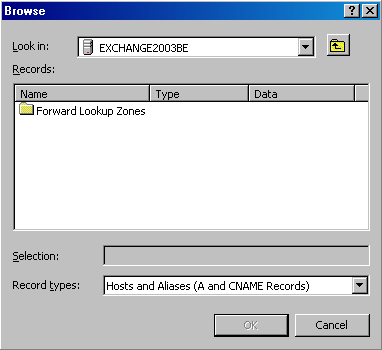 Browse
Look in: EXCHANGE2003BE
Records:
Name Type Data
Forward Lookup Zones
Selection:
Record types: Hosts and Aliases (A and CNAME Records)
OK Cancel